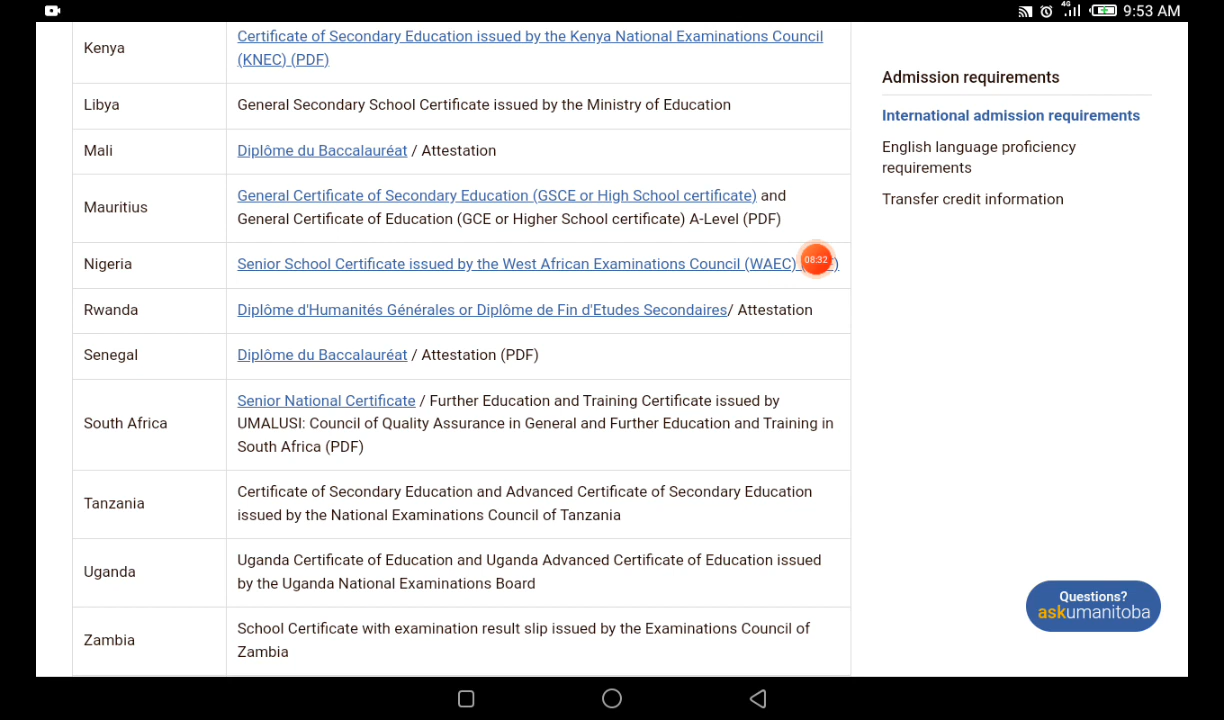 4G 9:53 AM
Kenya
Certificate of Secondary Education issued by the Kenya National Examinations Council
(KNEC) (PDF)
Libya
General Secondary School Certificate issued by the Ministry of Education
Mali
Diplôme du Baccalauréat / Attestation
Mauritius
General Certificate of Secondary Education (GSCE or High School certificate) and
General Certificate of Education (GCE or Higher School certificate) A-Level (PDF)
Nigeria
Senior School Certificate issued by the West African Examinations Council (WAEC)
08:32
Rwanda
Diplôme d'Humanités Générales or Diplôme de Fin d'Etudes Secondaires/ Attestation
Senegal
Diplôme du Baccalauréat / Attestation (PDF)
South Africa
Senior National Certificate / Further Education and Training Certificate issued by
UMALUSI: Council of Quality Assurance in General and Further Education and Training in
South Africa (PDF)
Tanzania
Certificate of Secondary Education and Advanced Certificate of Secondary Education
issued by the National Examinations Council of Tanzania
Uganda
Uganda Certificate of Education and Uganda Advanced Certificate of Education issued
by the Uganda National Examinations Board
Zambia
School Certificate with examination result slip issued by the Examinations Council of
Zambia
Admission requirements
International admission requirements
English language proficiency
requirements
Transfer credit information
Questions?
askumanitoba